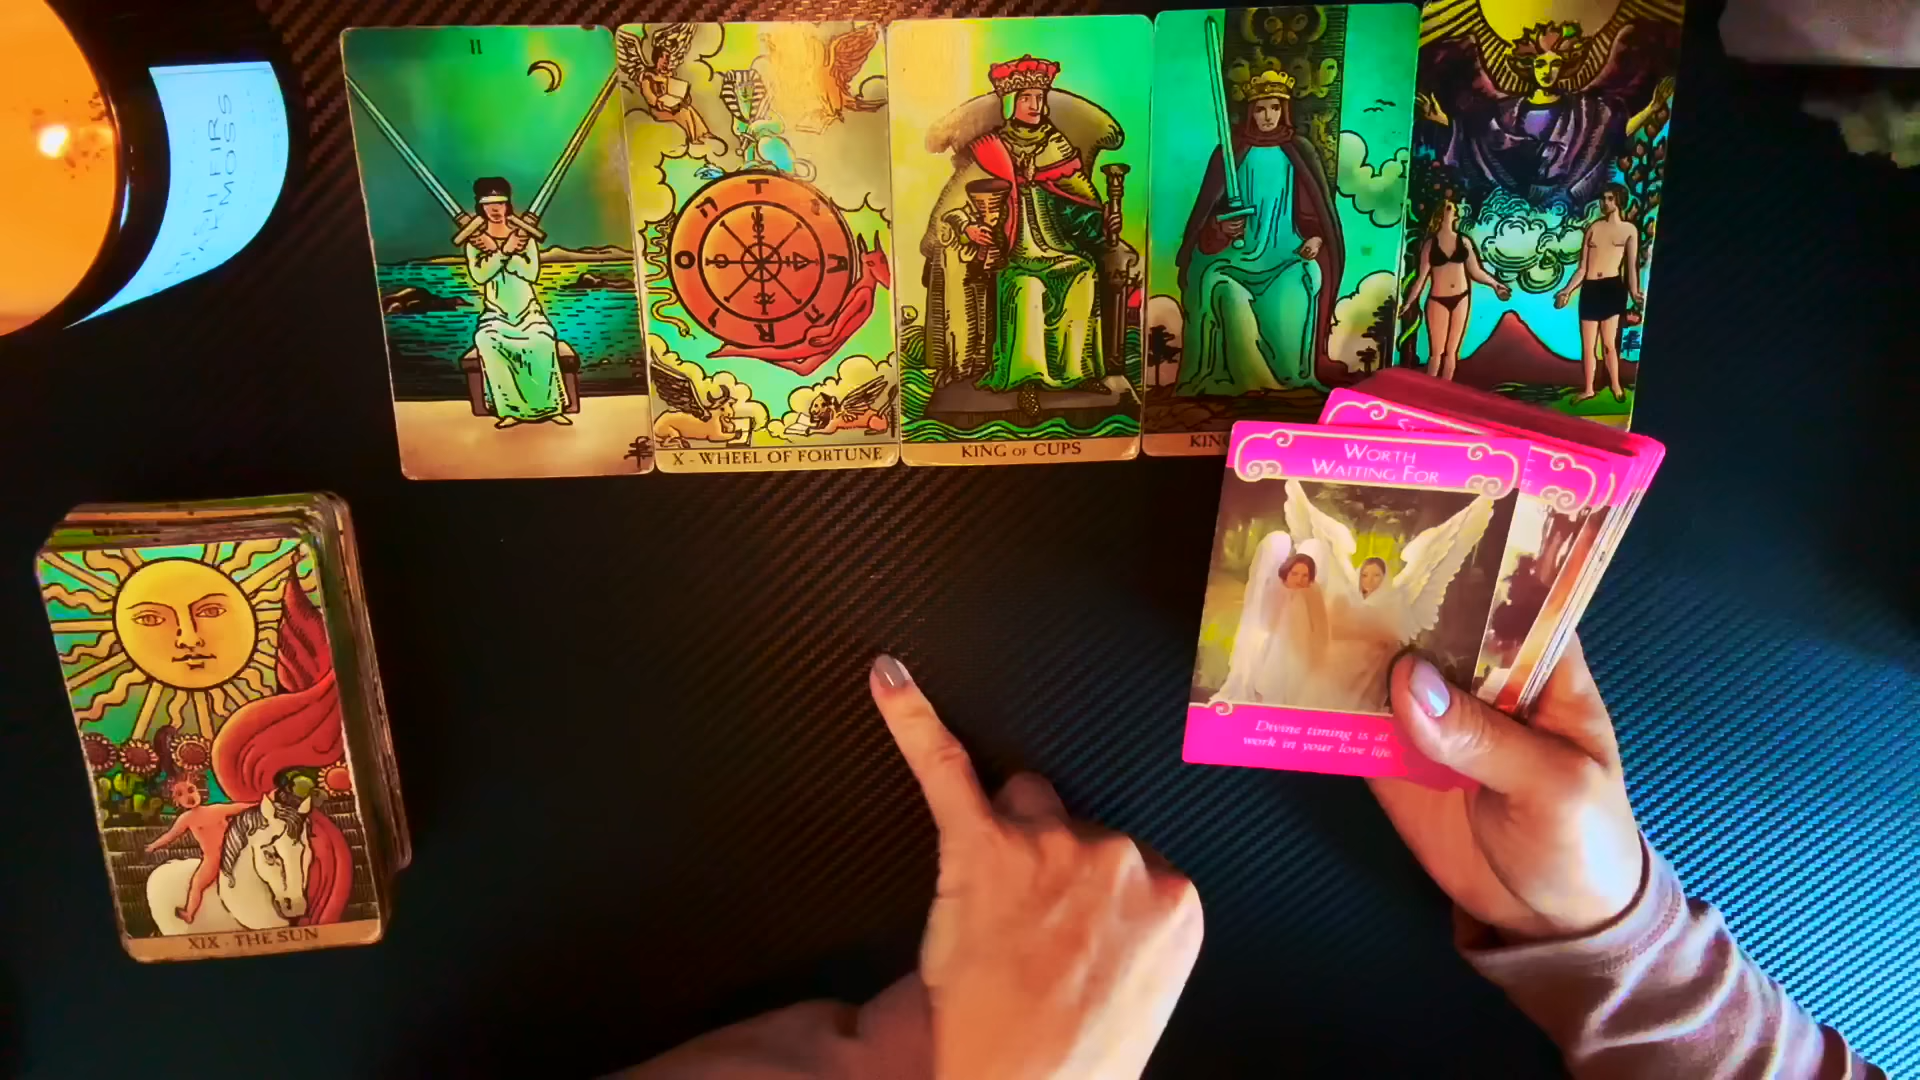 II
X - WHEEL OF FORTUNE
KING OF CUPS
KING
WORTH
WAITING FOR
Divine timing is at
work in your love life.
XIX - THE SUN